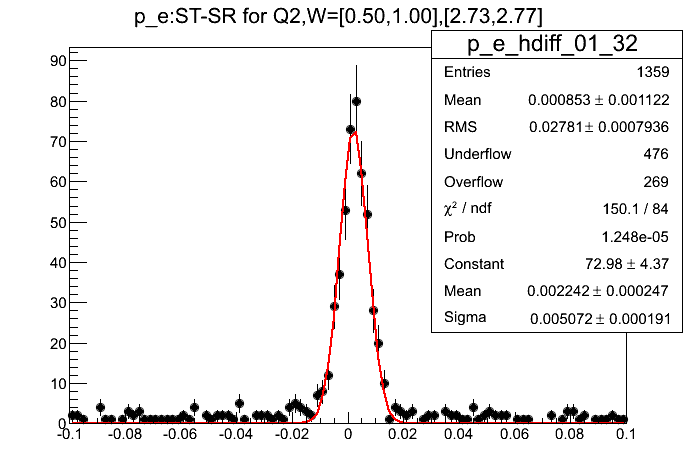 p_e:ST-SR for Q2,W=[0.50,1.00],[2.73,2.77]
p_e_hdiff_01_32
Entries 1359
Mean 0.000853 ± 0.001122
RMS 0.02781 ± 0.0007936
Underflow 476
Overflow 269
χ² / ndf 150.1 / 84
Prob 1.248e-05
Constant 72.98 ± 4.37
Mean 0.002242 ± 0.000247
Sigma 0.005072 ± 0.000191
90
80
70
60
50
40
30
20
10
0
-0.1 -0.08 -0.06 -0.04 -0.02 0 0.02 0.04 0.06 0.08 0.1